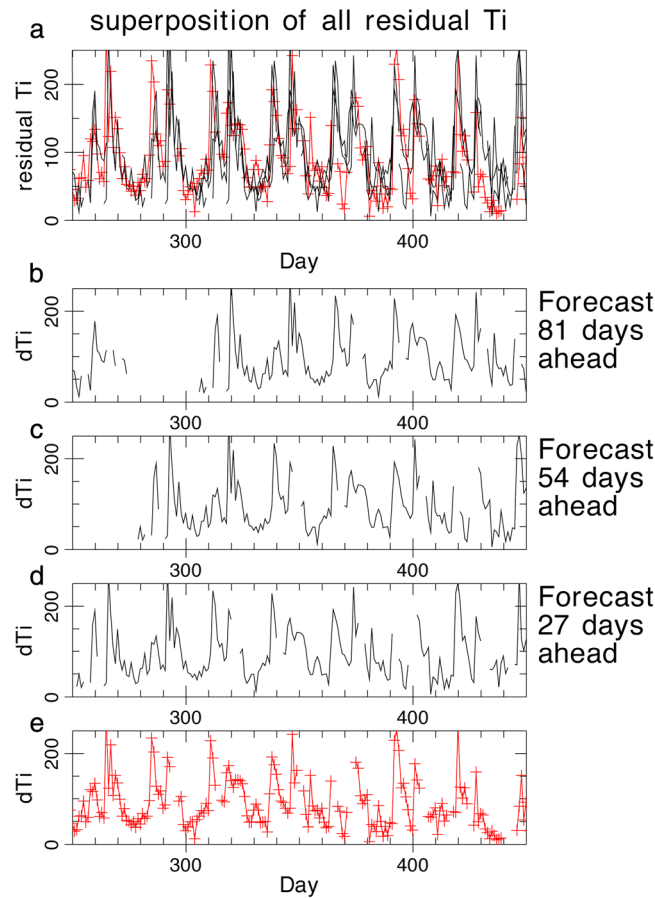 superposition of all residual Ti
a
200
100
0
residual Ti
300
400
Day
b
200
0
dTi
300
400
Forecast
81 days
ahead
c
200
0
dTi
300
400
Forecast
54 days
ahead
d
200
0
dTi
300
400
Forecast
27 days
ahead
e
200
0
dTi
300
400
Day